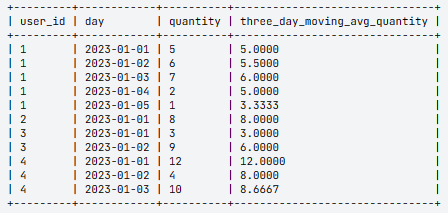 +---------+------------+----------+---------------------------------+
| user_id | day        | quantity | three_day_moving_avg_quantity |
+---------+------------+----------+---------------------------------+
| 1       | 2023-01-01 | 5        | 5.0000                        |
| 1       | 2023-01-02 | 6        | 5.5000                        |
| 1       | 2023-01-03 | 7        | 6.0000                        |
| 1       | 2023-01-04 | 2        | 5.0000                        |
| 1       | 2023-01-05 | 1        | 3.3333                        |
| 2       | 2023-01-01 | 8        | 8.0000                        |
| 3       | 2023-01-01 | 3        | 3.0000                        |
| 3       | 2023-01-02 | 9        | 6.0000                        |
| 4       | 2023-01-01 | 12       | 12.0000                       |
| 4       | 2023-01-02 | 4        | 8.0000                        |
| 4       | 2023-01-03 | 10       | 8.6667                        |
+---------+------------+----------+---------------------------------+